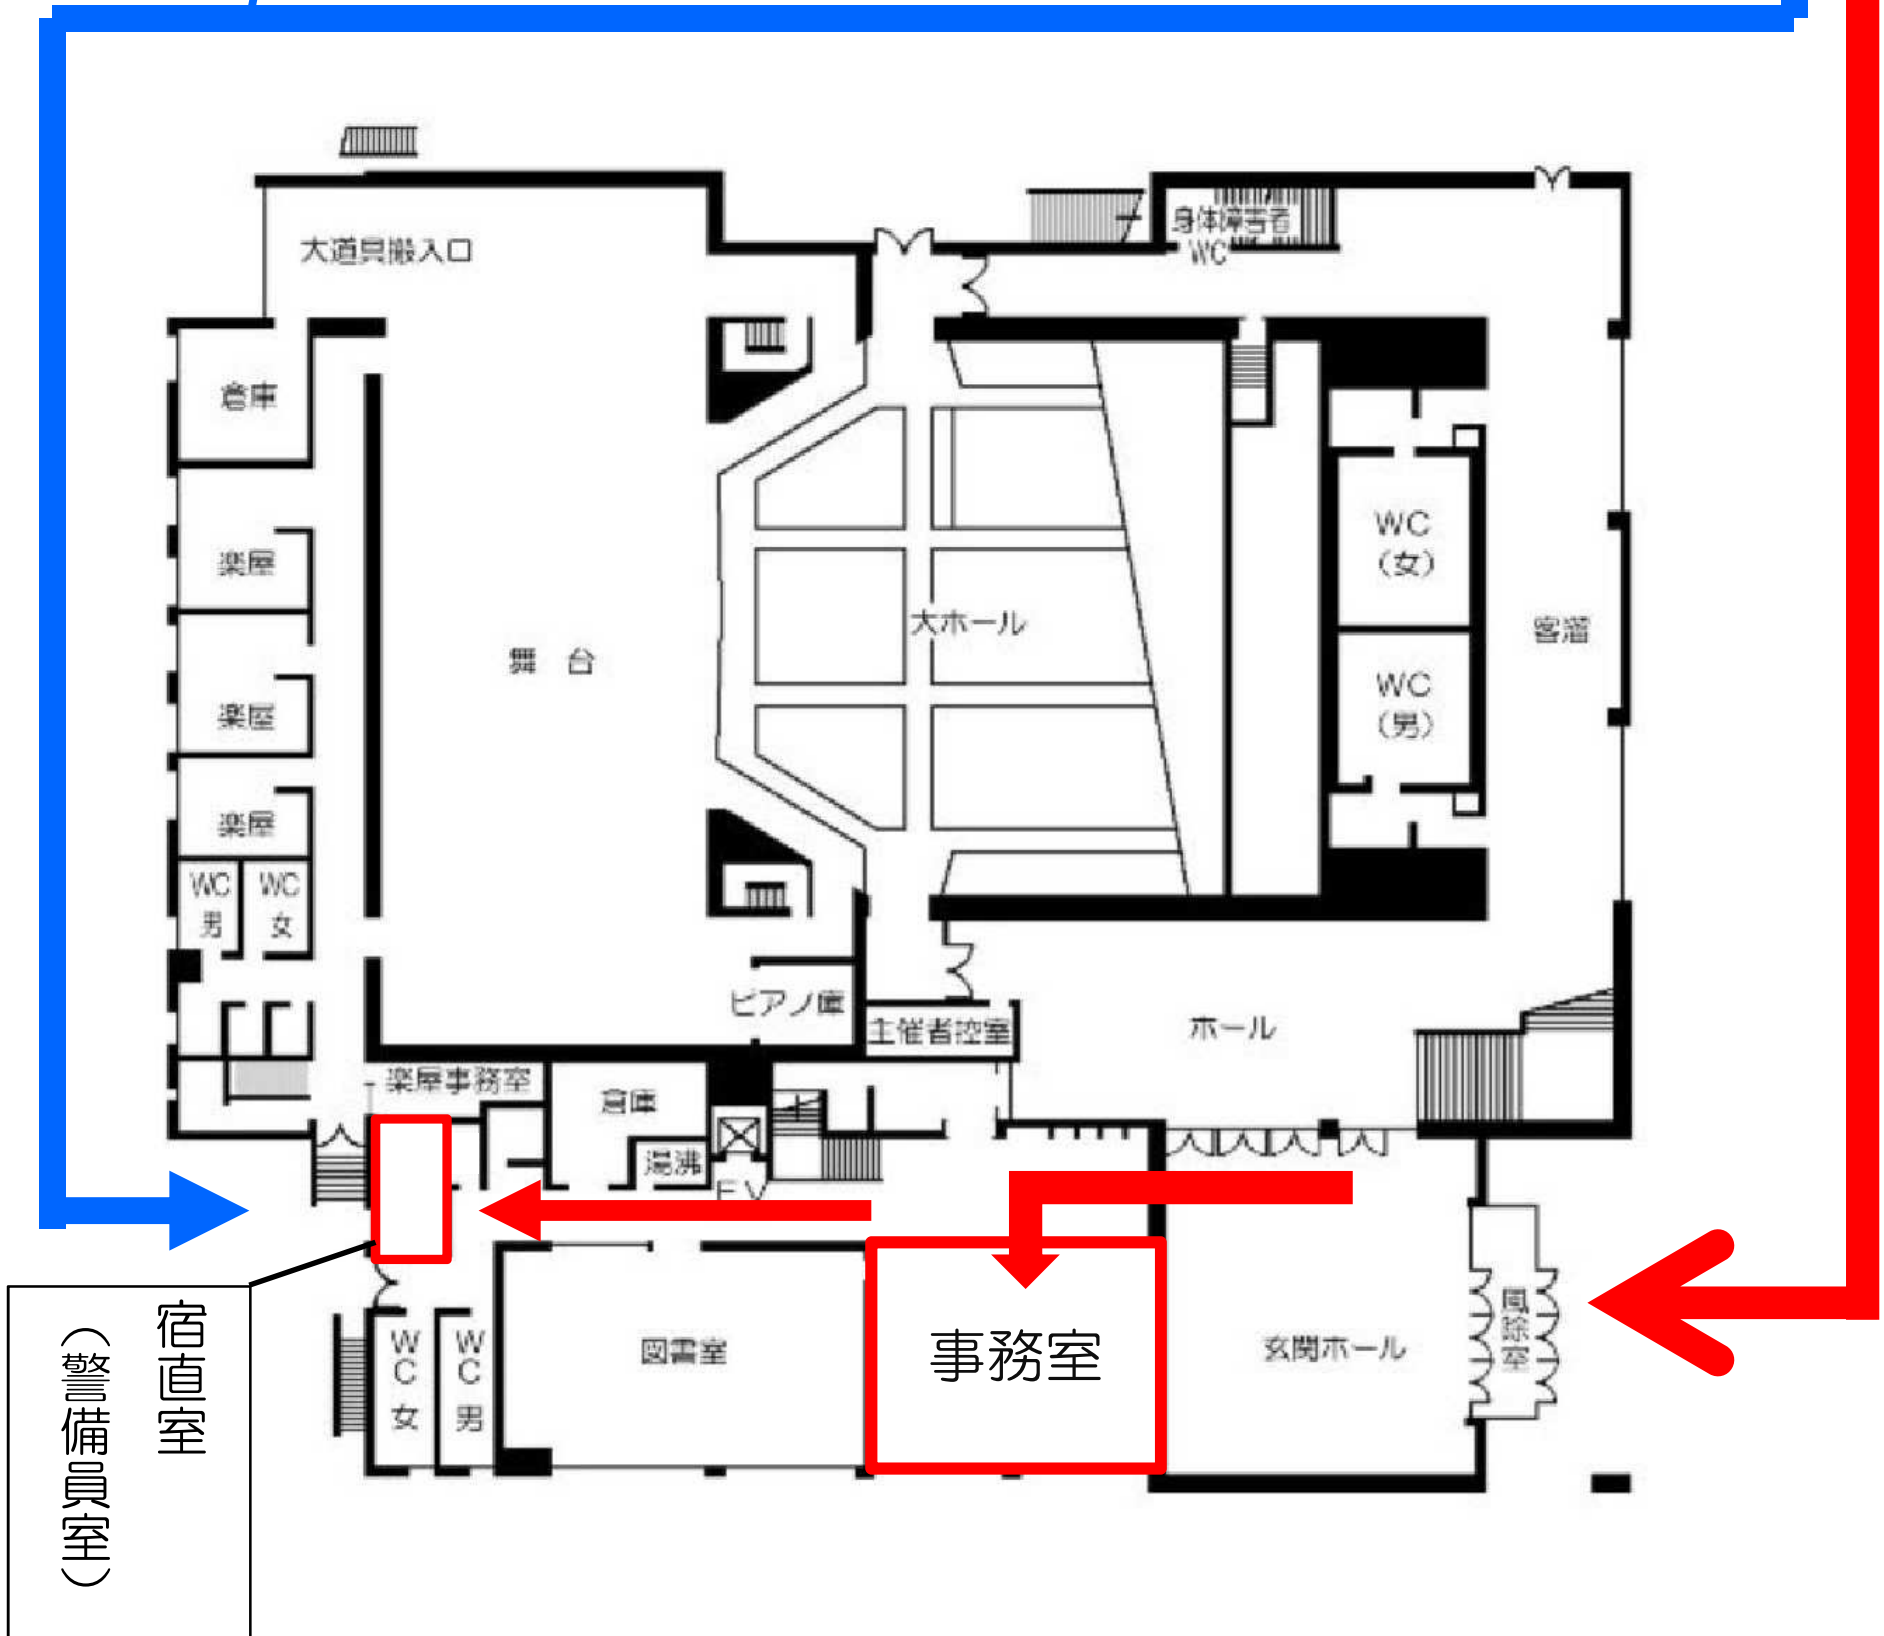 身体障害者
WC
大道具搬入口
倉庫
WC
(女)
楽屋
大ホール
客溜
舞 台
WC
(男)
楽屋
楽屋
WC
男
WC
女
ピアノ庫
主催者控室
ホール
楽屋事務室
倉庫
湯沸
EV
風除室
玄関ホール
事務室
図書室
WC女
WC男
宿直室
(警備員室)